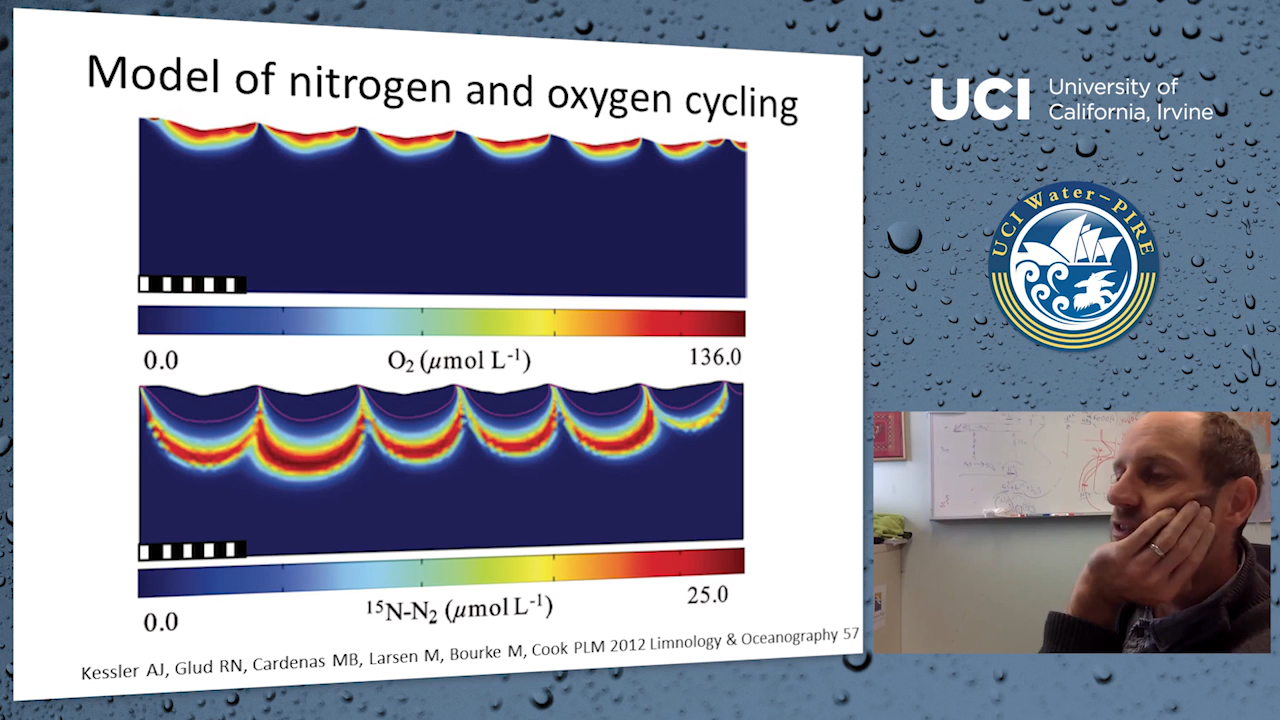 Model of nitrogen and oxygen cycling
0.0
O₂ (µmol L⁻¹)
136.0
0.0
¹⁵N-N₂ (µmol L⁻¹)
25.0
Kessler AJ, Glud RN, Cardenas MB, Larsen M, Bourke M, Cook PLM 2012 Limnology & Oceanography 57
UCI
University of
California, Irvine
UCI Water-PIRE